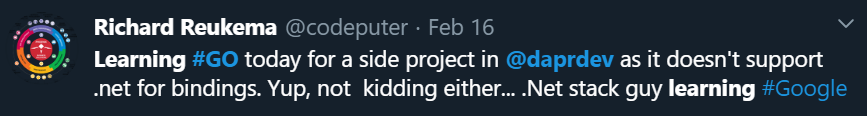 Richard Reukema @codeputer · Feb 16
Learning #GO today for a side project in @daprdev as it doesn't support
.net for bindings. Yup, not  kidding either... .Net stack guy learning #Google